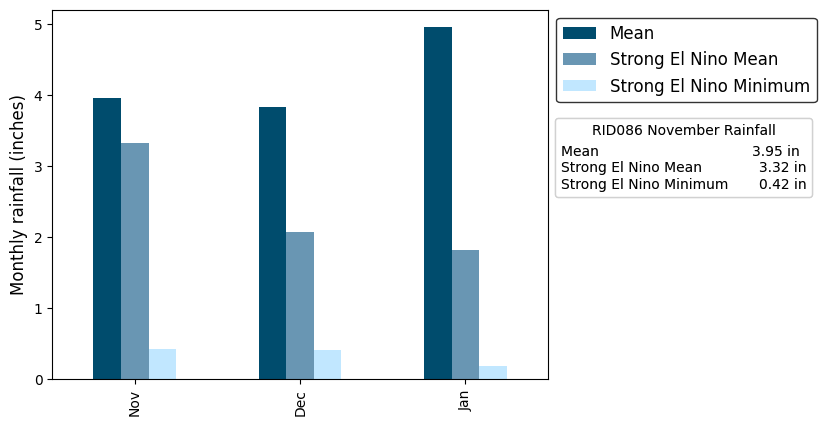 5
4
3
2
1
0
Monthly rainfall (inches)
Nov
Dec
Jan
Mean
Strong El Nino Mean
Strong El Nino Minimum
RID086 November Rainfall
Mean 3.95 in
Strong El Nino Mean 3.32 in
Strong El Nino Minimum 0.42 in